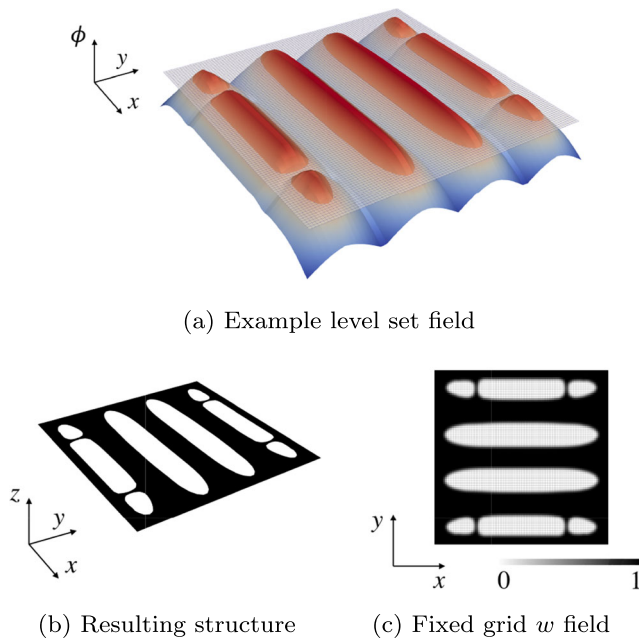 ϕ
y
x
(a) Example level set field
z
y
x
y
x
0 1
(b) Resulting structure
(c) Fixed grid w field